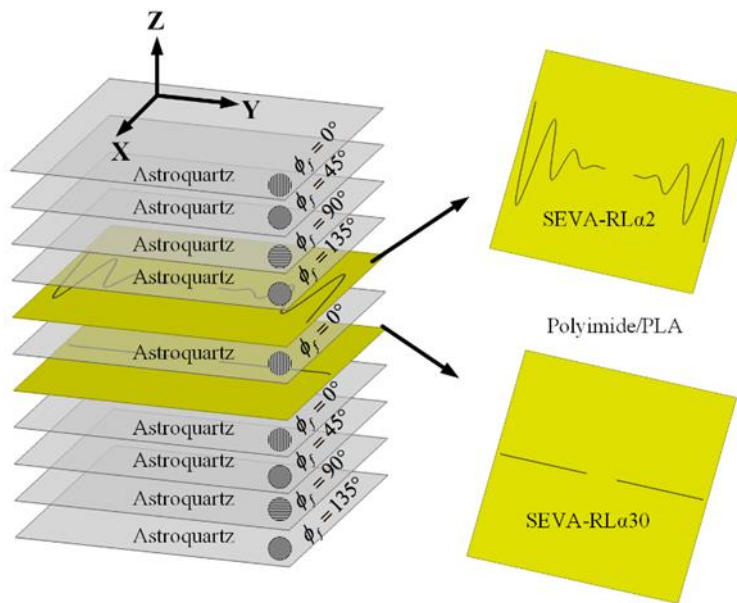 Z
Y
X
Astroquartz ϕf = 0°
Astroquartz ϕf = 45°
Astroquartz ϕf = 90°
Astroquartz ϕf = 135°
Astroquartz ϕf = 0°
Astroquartz ϕf = 0°
Astroquartz ϕf = 45°
Astroquartz ϕf = 90°
Astroquartz ϕf = 135°
SEVA-RLα2
Polyimide/PLA
SEVA-RLα30